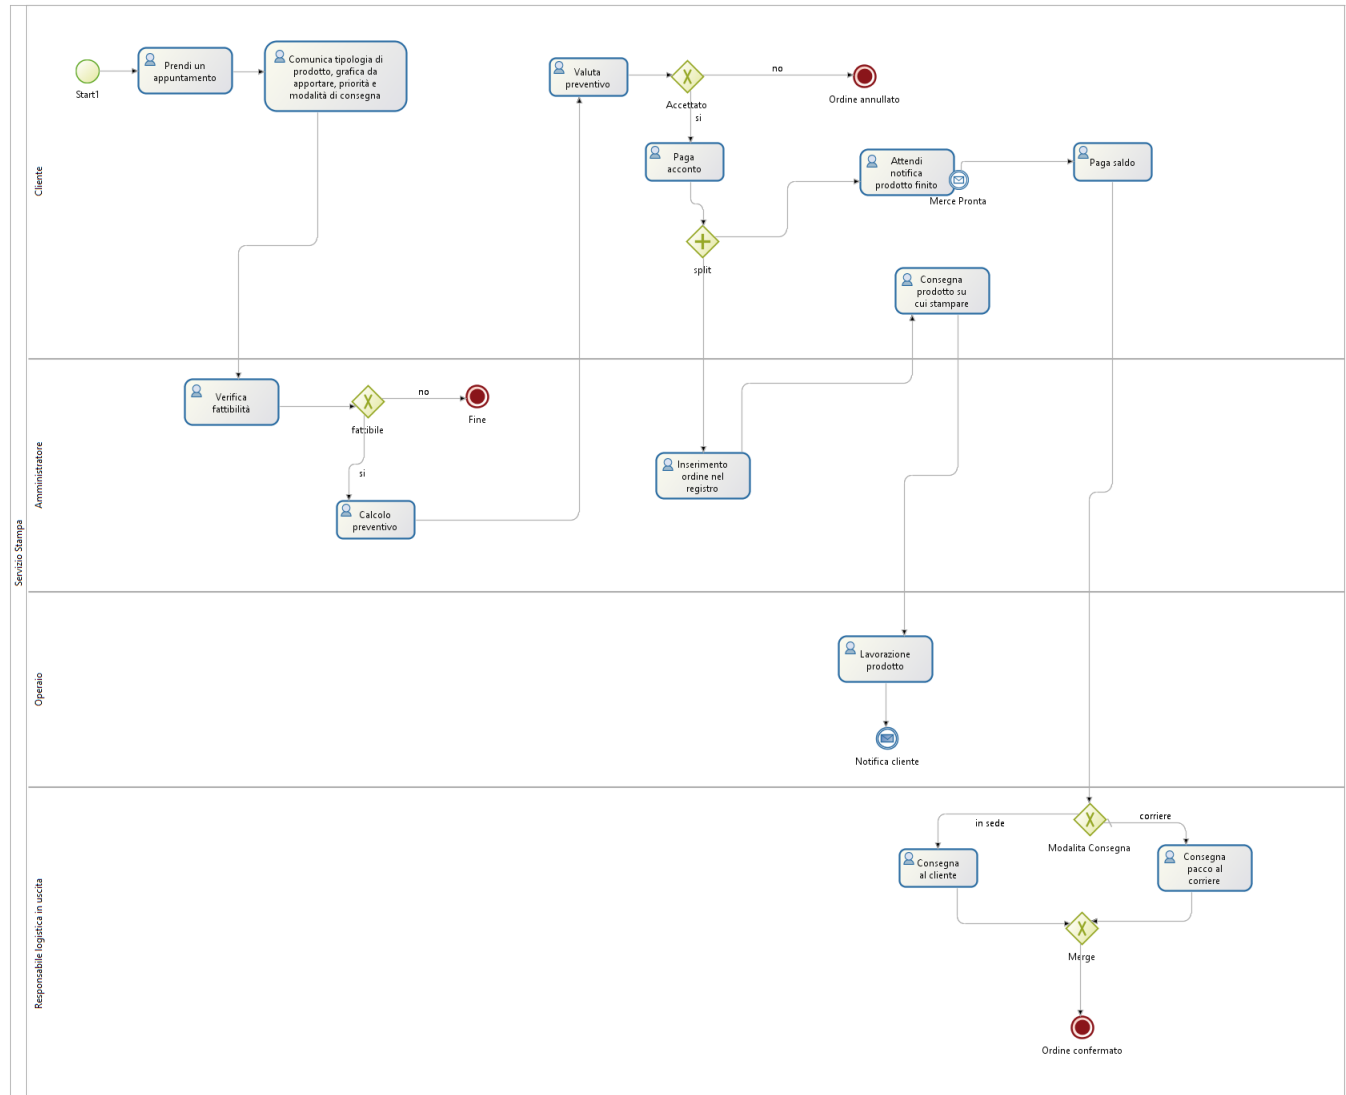 Servizio Stampa
Cliente
Start1
Prendi un
appuntamento
Comunica tipologia di
prodotto, grafica da
apportare, priorità e
modalità di consegna
Valuta
preventivo
Accettato
no
Ordine annullato
si
Paga
acconto
split
Attendi
notifica
prodotto finito
Merce Pronta
Paga saldo
Consegna
prodotto su
cui stampare
Amministratore
Verifica
fattibilità
fattibile
no
Fine
si
Calcolo
preventivo
Inserimento
ordine nel
registro
Operaio
Lavorazione
prodotto
Notifica cliente
Responsabile logistica in uscita
in sede
corriere
Modalita Consegna
Consegna
al cliente
Consegna
pacco al
corriere
Merge
Ordine confermato